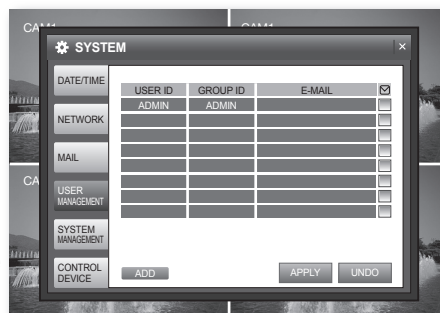 CAM1
CAM1
SYSTEM
DATE/TIME
NETWORK
MAIL
USER
MANAGEMENT
SYSTEM
MANAGEMENT
CONTROL
DEVICE
USER ID GROUP ID E-MAIL
ADMIN ADMIN
ADD APPLY UNDO